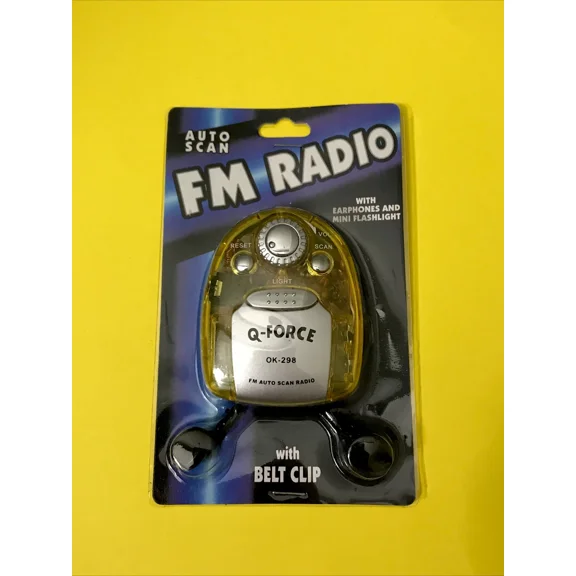 AUTO
SCAN
FM RADIO
WITH
EARPHONES AND
MINI FLASHLIGHT
VOL
RESET
SCAN
LIGHT
Q-FORCE
OK-298
FM AUTO SCAN RADIO
with
BELT CLIP